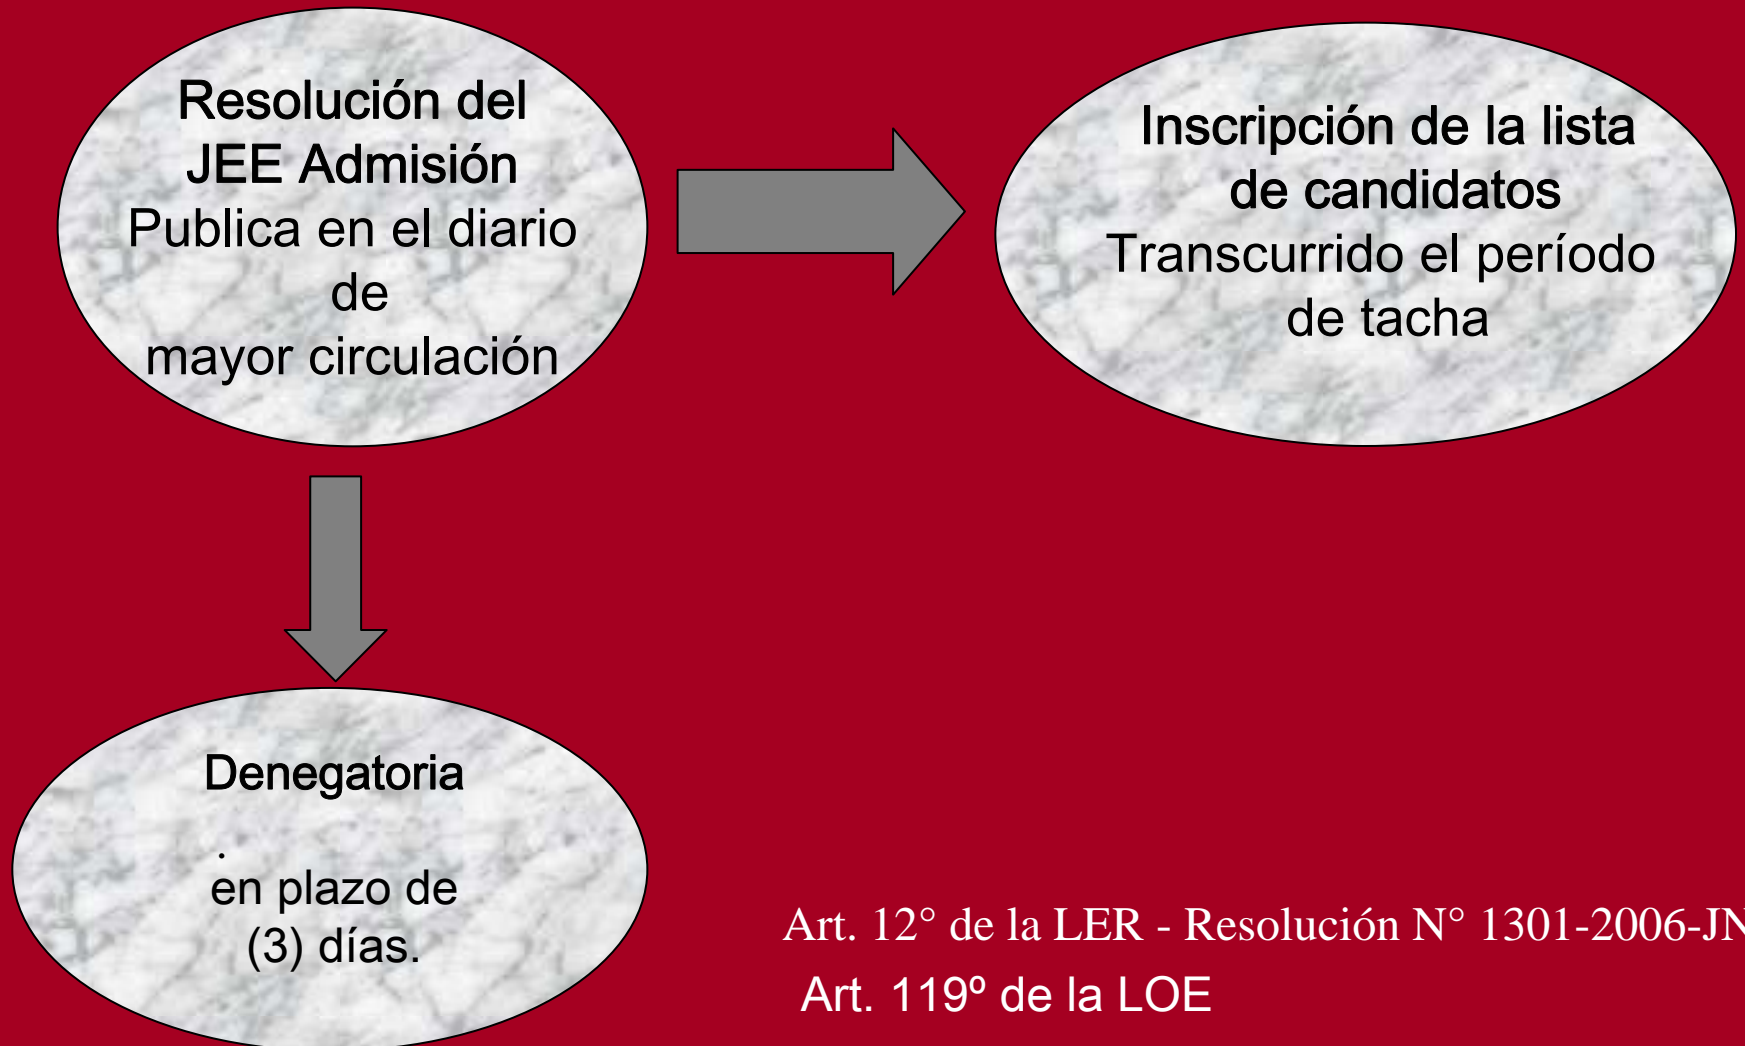 Resolución del
JEE Admisión
Publica en el diario
de
mayor circulación
Inscripción de la lista
de candidatos
Transcurrido el período
de tacha
Denegatoria
.
en plazo de
(3) días.
Art. 12° de la LER - Resolución N° 1301-2006-JN
Art. 119º de la LOE